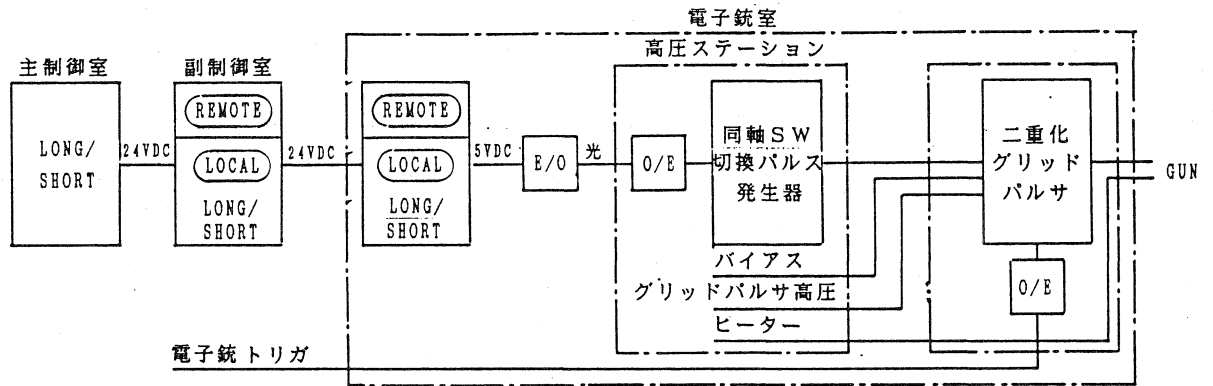 電子銃室
高圧ステーション
主制御室
副制御室
LONG/
SHORT
24VDC
REMOTE
LOCAL
LONG/
SHORT
24VDC
REMOTE
LOCAL
LONG/
SHORT
5VDC
E/O
光
O/E
同軸SW
切換パルス
発生器
二重化
グリッド
パルサ
GUN
O/E
バイアス
グリッドパルサ高圧
ヒーター
電子銃トリガ